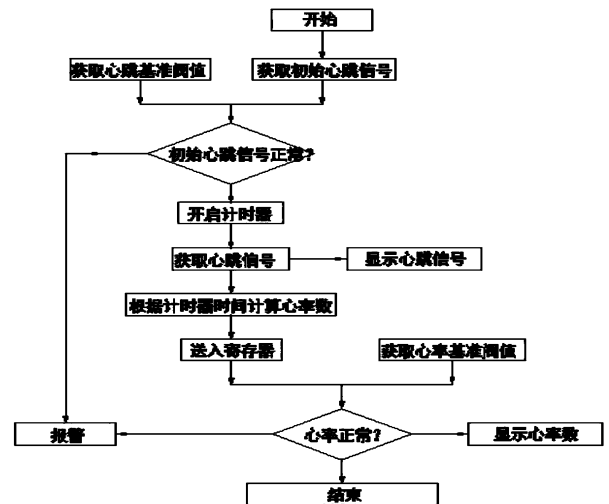 开始
获取心跳基准阀值
获取初始心跳信号
初始心跳信号正常?
开启计时器
获取心跳信号
显示心跳信号
根据计时器时间计算心率数
送入寄存器
获取心率基准阀值
报警
心率正常?
显示心率数
结束